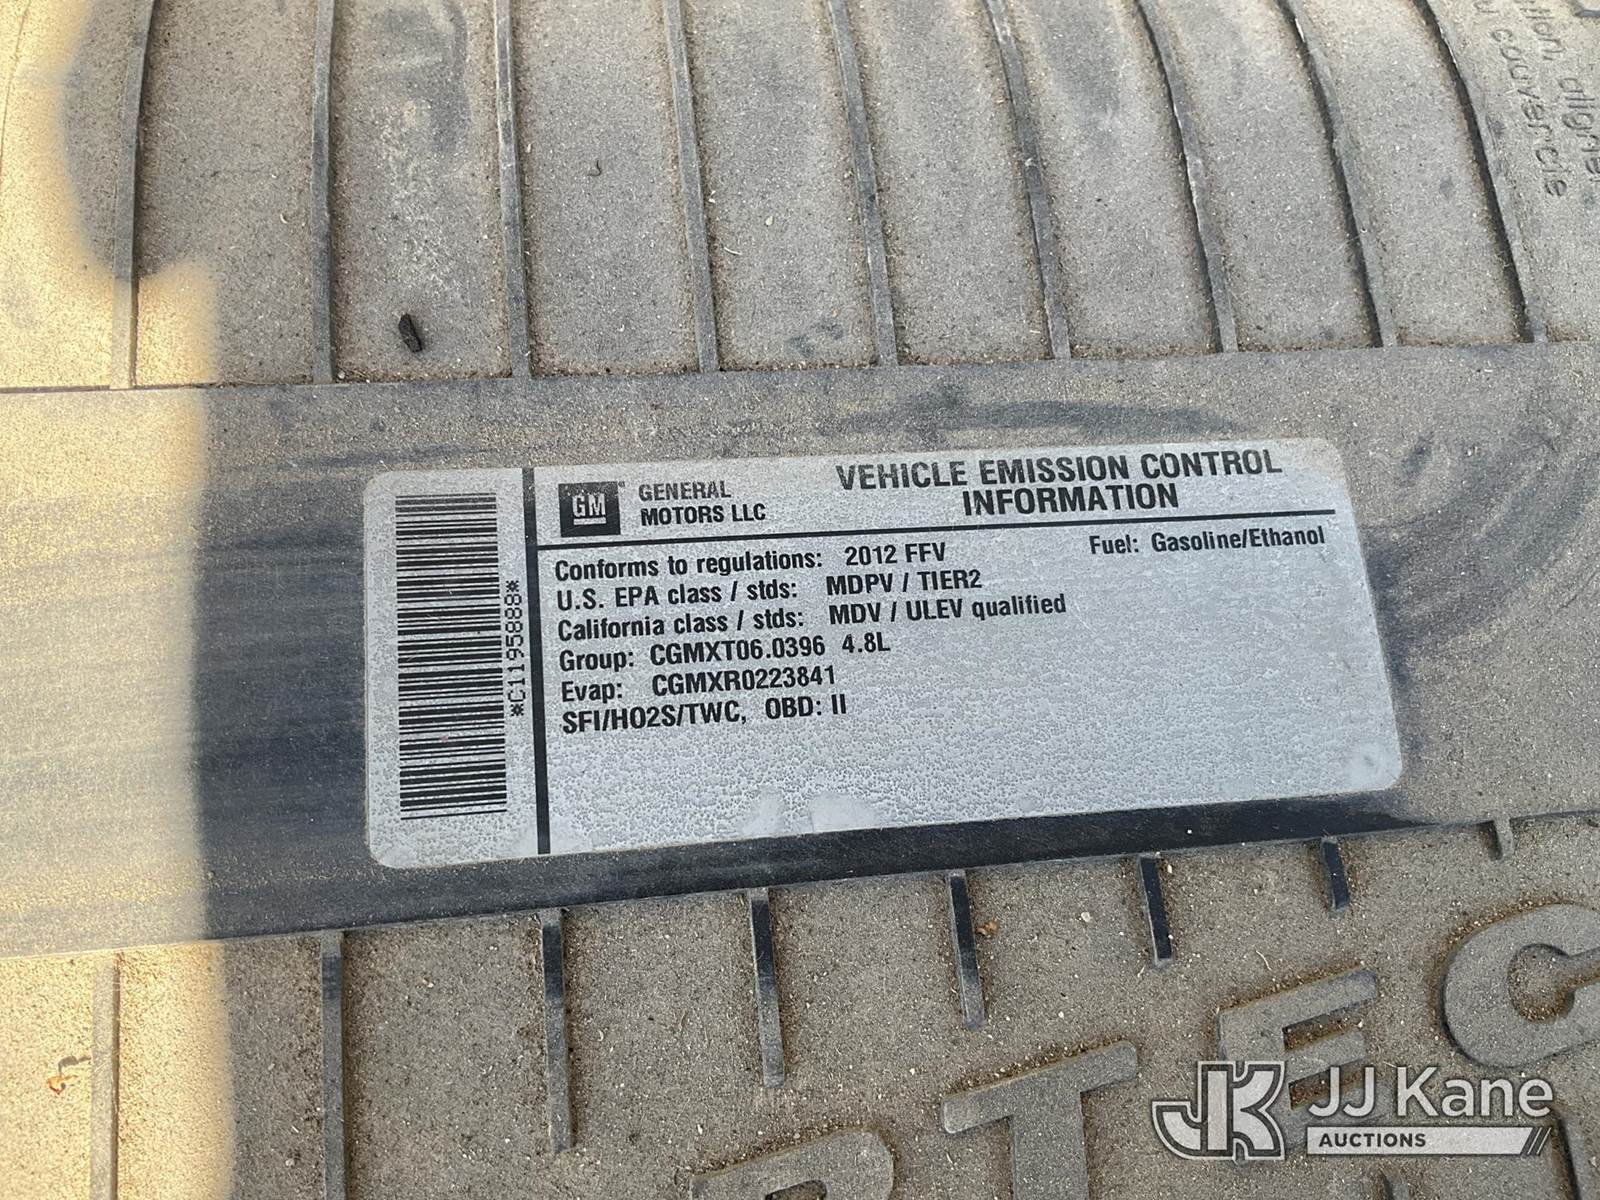 couvercle
GM
GENERAL
MOTORS LLC
VEHICLE EMISSION CONTROL
INFORMATION
Conforms to regulations: 2012 FFV
Fuel: Gasoline/Ethanol
U.S. EPA class / stds: MDPV / TIER2
California class / stds: MDV / ULEV qualified
Group: CGMXT06.0396 4.8L
Evap: CGMXR0223841
SFI/HO2S/TWC, OBD: II
*C1195888*
JJ Kane
AUCTIONS